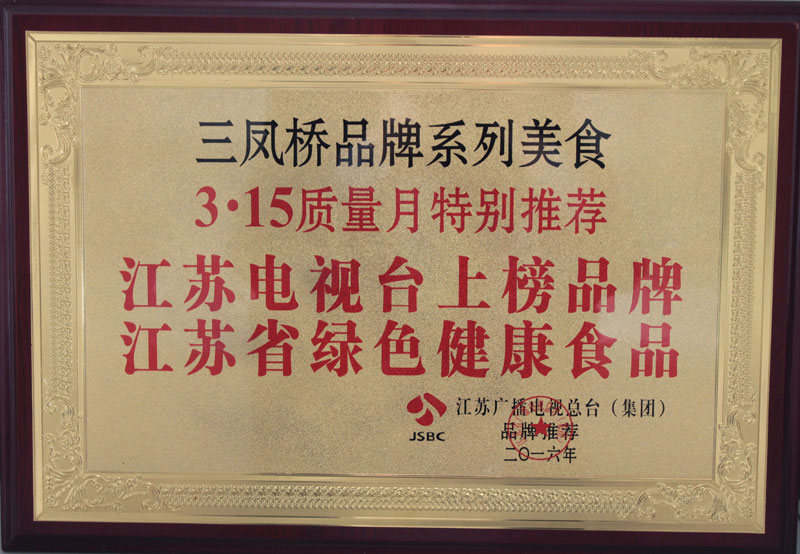 三凤桥品牌系列美食
3·15质量月特别推荐
江苏电视台上榜品牌
江苏省绿色健康食品
JSBC
江苏广播电视总台（集团）
品牌推荐
二〇一六年